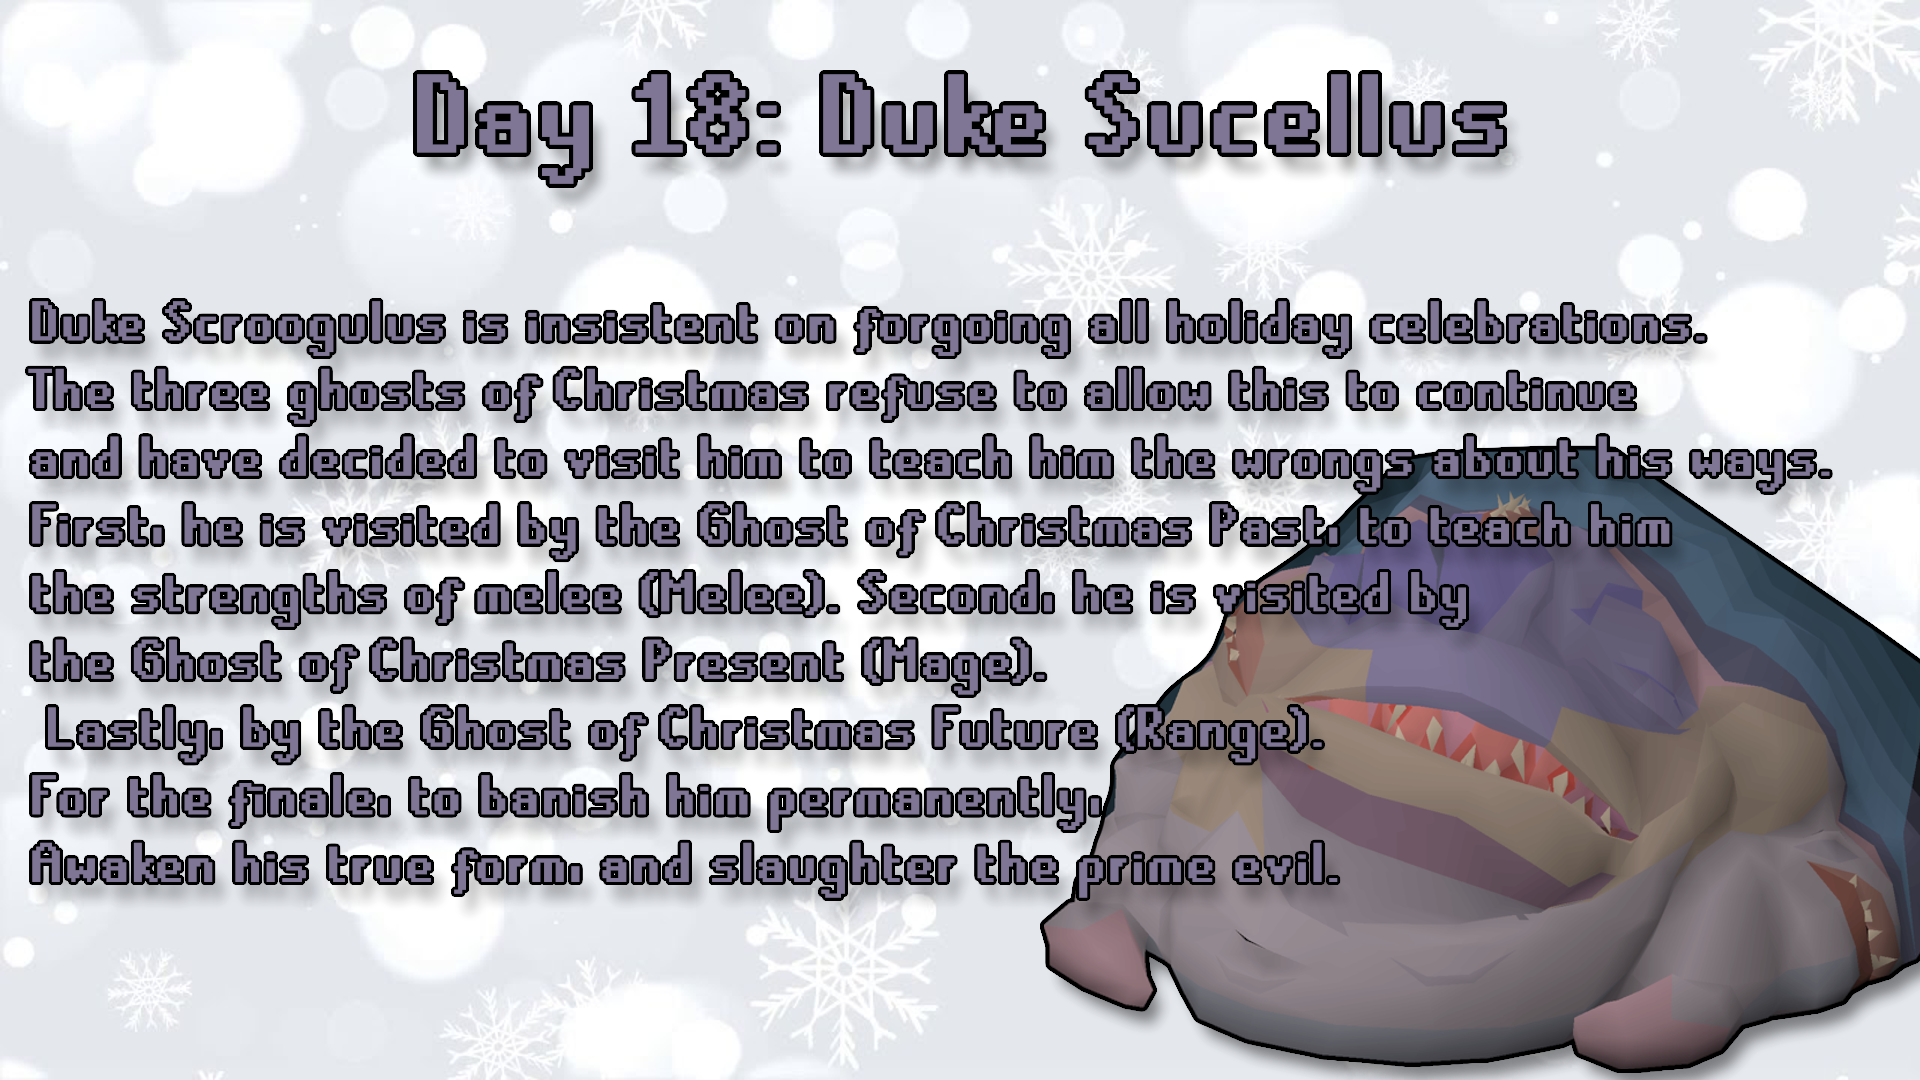 Day 18: Duke Sucellus
Duke Scroogulus is insistent on forgoing all holiday celebrations.
The three ghosts of Christmas refuse to allow this to continue
and have decided to visit him to teach him the wrongs about his ways.
First, he is visited by the Ghost of Christmas Past, to teach him
the strengths of melee (Melee). Second, he is visited by
the Ghost of Christmas Present (Mage).
Lastly, by the Ghost of Christmas Future (Range).
For the finale, to banish him permanently,
Awaken his true form, and slaughter the prime evil.